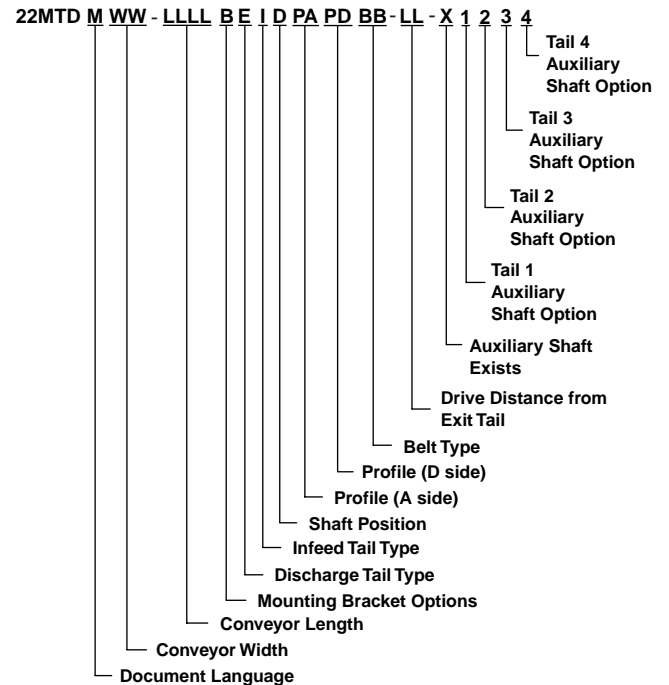 22MTD M WW - LLLL B E I D PA PD BB - LL - X 1 2 3 4
Tail 4
Auxiliary
Shaft Option
Tail 3
Auxiliary
Shaft Option
Tail 2
Auxiliary
Shaft Option
Tail 1
Auxiliary
Shaft Option
Auxiliary Shaft
Exists
Drive Distance from
Exit Tail
Belt Type
Profile (D side)
Profile (A side)
Shaft Position
Infeed Tail Type
Discharge Tail Type
Mounting Bracket Options
Conveyor Length
Conveyor Width
Document Language